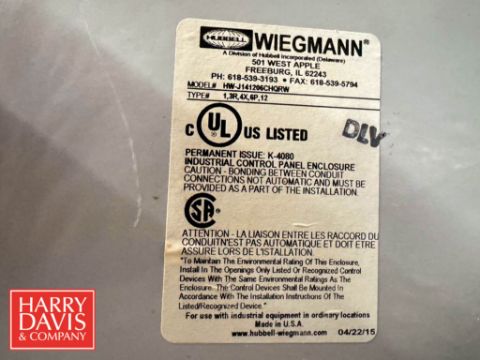 HUBBELL WIEGMANN®
A Division of Hubbell Incorporated (Delaware)
501 WEST APPLE
FREEBURG, IL 62243
PH: 618-539-3193 • FAX: 618-539-5794
MODEL# HW-J141206CHQRW
TYPE# 1,3R,4X,6P,12
C UL US LISTED
DLV
PERMANENT ISSUE: K-4080
INDUSTRIAL CONTROL PANEL ENCLOSURE
CAUTION - BONDING BETWEEN CONDUIT
CONNECTIONS NOT AUTOMATIC AND MUST BE
PROVIDED AS A PART OF THE INSTALLATION.
SA
ATTENTION - LA LIAISON ENTRE LES RACCORD DU
CONDUIT N'EST PAS AUTOMATIQUE ET DOIT ETRE
ASSURE LORS DE L'INSTALLATION.
"To Maintain The Environmental Rating Of This Enclosure,
Install In The Openings Only Listed Or Recognized Control
Devices With The Same Environmental Ratings As The
Enclosure. The Control Devices Shall Be Mounted In
Accordance With The Installation Instructions Of The
Listed/Recognized Device."
For use with industrial equipment in ordinary locations
Made in U.S.A.
www.hubbell-wiegmann.com 04/22/15
HARRY
DAVIS
& COMPANY